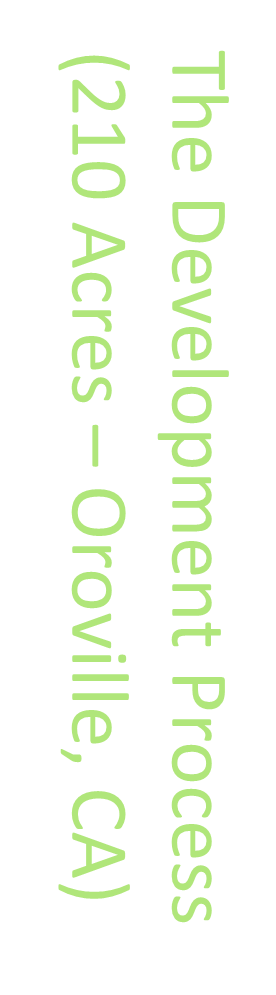 The Development Process
(210 Acres – Oroville, CA)